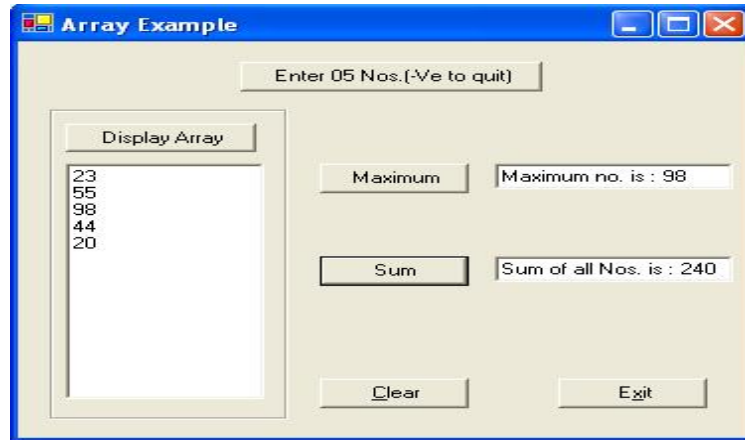 Array Example
Enter 05 Nos.(-Ve to quit)
Display Array
23
55
98
44
20
Maximum
Maximum no. is : 98
Sum
Sum of all Nos. is : 240
Clear
Exit